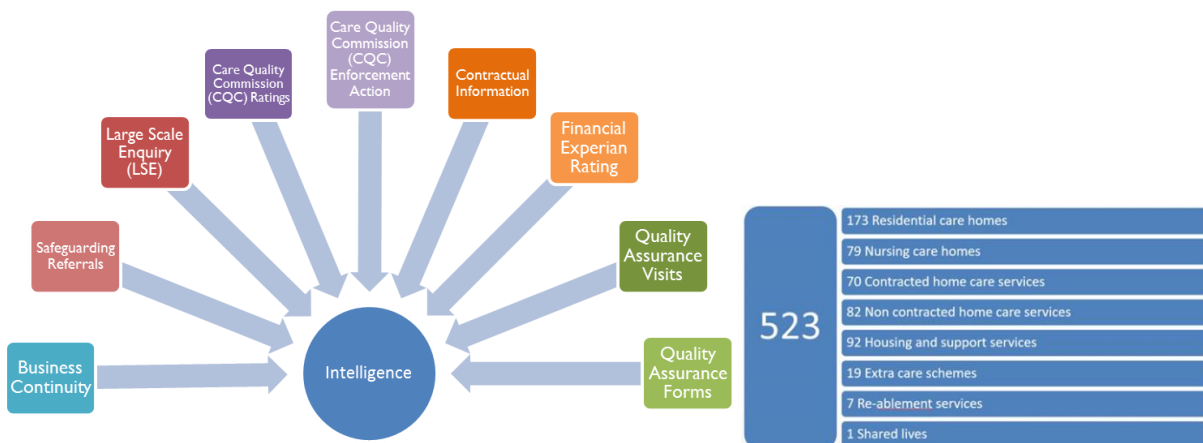 Business
Continuity
Safeguarding
Referrals
Large Scale
Enquiry
(LSE)
Care Quality
Commission
(CQC) Ratings
Care Quality
Commission
(CQC)
Enforcement
Action
Contractual
Information
Financial
Experian
Rating
Quality
Assurance
Visits
Quality
Assurance
Forms
Intelligence
523
173 Residential care homes
79 Nursing care homes
70 Contracted home care services
82 Non contracted home care services
92 Housing and support services
19 Extra care schemes
7 Re-ablement services
1 Shared lives